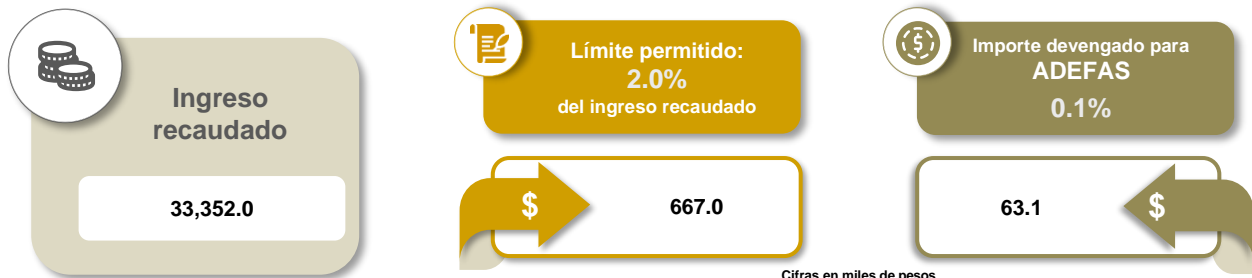 Ingreso
recaudado
33,352.0
Límite permitido:
2.0%
del ingreso recaudado
$
667.0
Importe devengado para
ADEFAS
0.1%
63.1
$
Cifras en miles de pesos